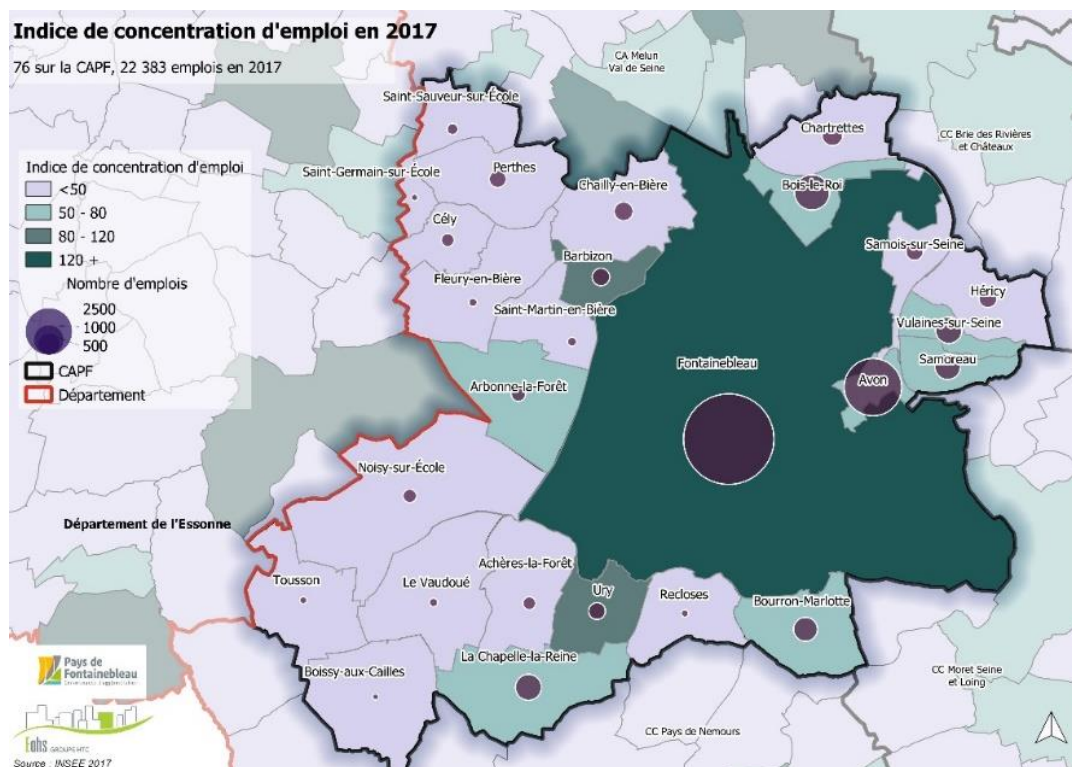 Indice de concentration d'emploi en 2017
76 sur la CAPF, 22 383 emplois en 2017
CA Melun
Val de Seine
Saint-Sauveur-sur-École
Chartrettes
CC Brie des Rivières
et Châteaux
Indice de concentration d'emploi
<50
50 - 80
80 - 120
120 +
Nombre d'emplois
2500
1000
500
CAPF
Département
Saint-Germain-sur-École
Perthes
Chailly-en-Bière
Bois-le-Roi
Cély
Samois-sur-Seine
Barbizon
Fleury-en-Bière
Héricy
Saint-Martin-en-Bière
Vulaines-sur-Seine
Samoreau
Fontainebleau
Avon
Arbonne-la-Forêt
Noisy-sur-École
Département de l'Essonne
Achères-la-Forêt
Tousson
Le Vaudoué
Ury
Recloses
Bourron-Marlotte
La Chapelle-la-Reine
Boissy-aux-Cailles
CC Moret Seine
et Loing
CC Pays de Nemours
Pays de
Fontainebleau
GROUPE HTC
Source : INSEE 2017